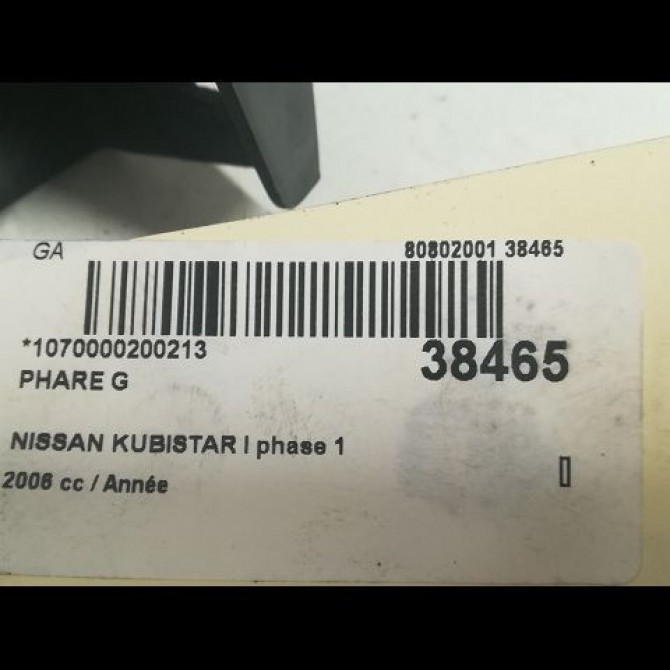 GA 80802001 38465
*1070000200213 38465
PHARE G
NISSAN KUBISTAR I phase 1
2006 cc / Année